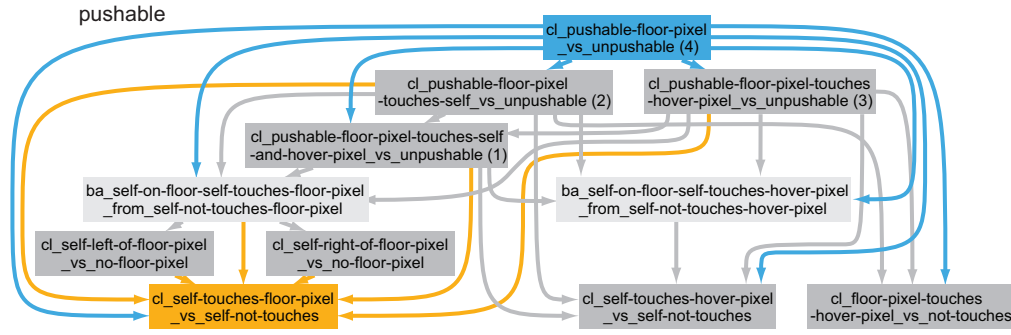 pushable
cl_pushable-floor-pixel
_vs_unpushable (4)
cl_pushable-floor-pixel
-touches-self_vs_unpushable (2)
cl_pushable-floor-pixel-touches
-hover-pixel_vs_unpushable (3)
cl_pushable-floor-pixel-touches-self
-and-hover-pixel_vs_unpushable (1)
ba_self-on-floor-self-touches-floor-pixel
_from_self-not-touches-floor-pixel
ba_self-on-floor-self-touches-hover-pixel
_from_self-not-touches-hover-pixel
cl_self-left-of-floor-pixel
_vs_no-floor-pixel
cl_self-right-of-floor-pixel
_vs_no-floor-pixel
cl_self-touches-floor-pixel
_vs_self-not-touches
cl_self-touches-hover-pixel
_vs_self-not-touches
cl_floor-pixel-touches
-hover-pixel_vs_not-touches